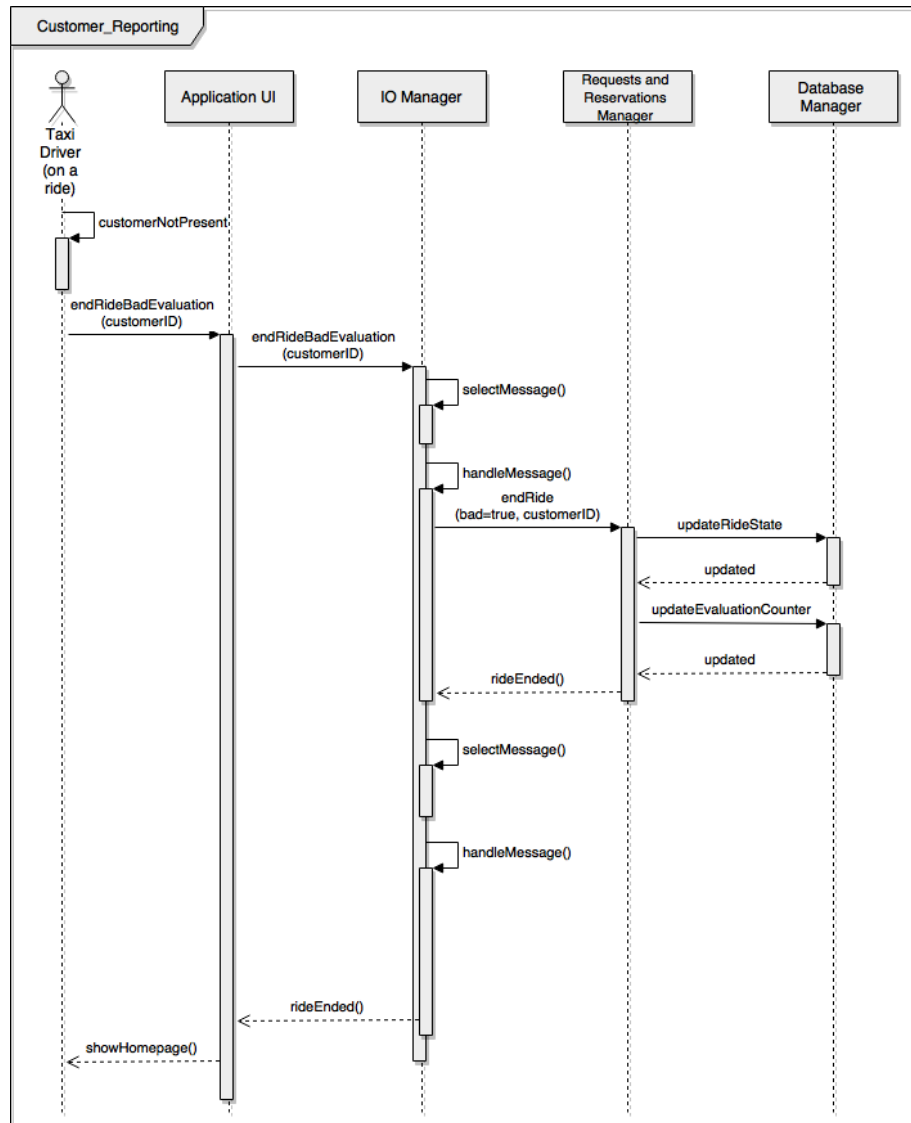 Customer_Reporting
Application UI
IO Manager
Requests and
Reservations
Manager
Database
Manager
Taxi
Driver
(on a
ride)
customerNotPresent
endRideBadEvaluation
(customerID)
endRideBadEvaluation
(customerID)
selectMessage()
handleMessage()
endRide
(bad=true, customerID)
updateRideState
updated
updateEvaluationCounter
updated
rideEnded()
selectMessage()
handleMessage()
rideEnded()
showHomepage()